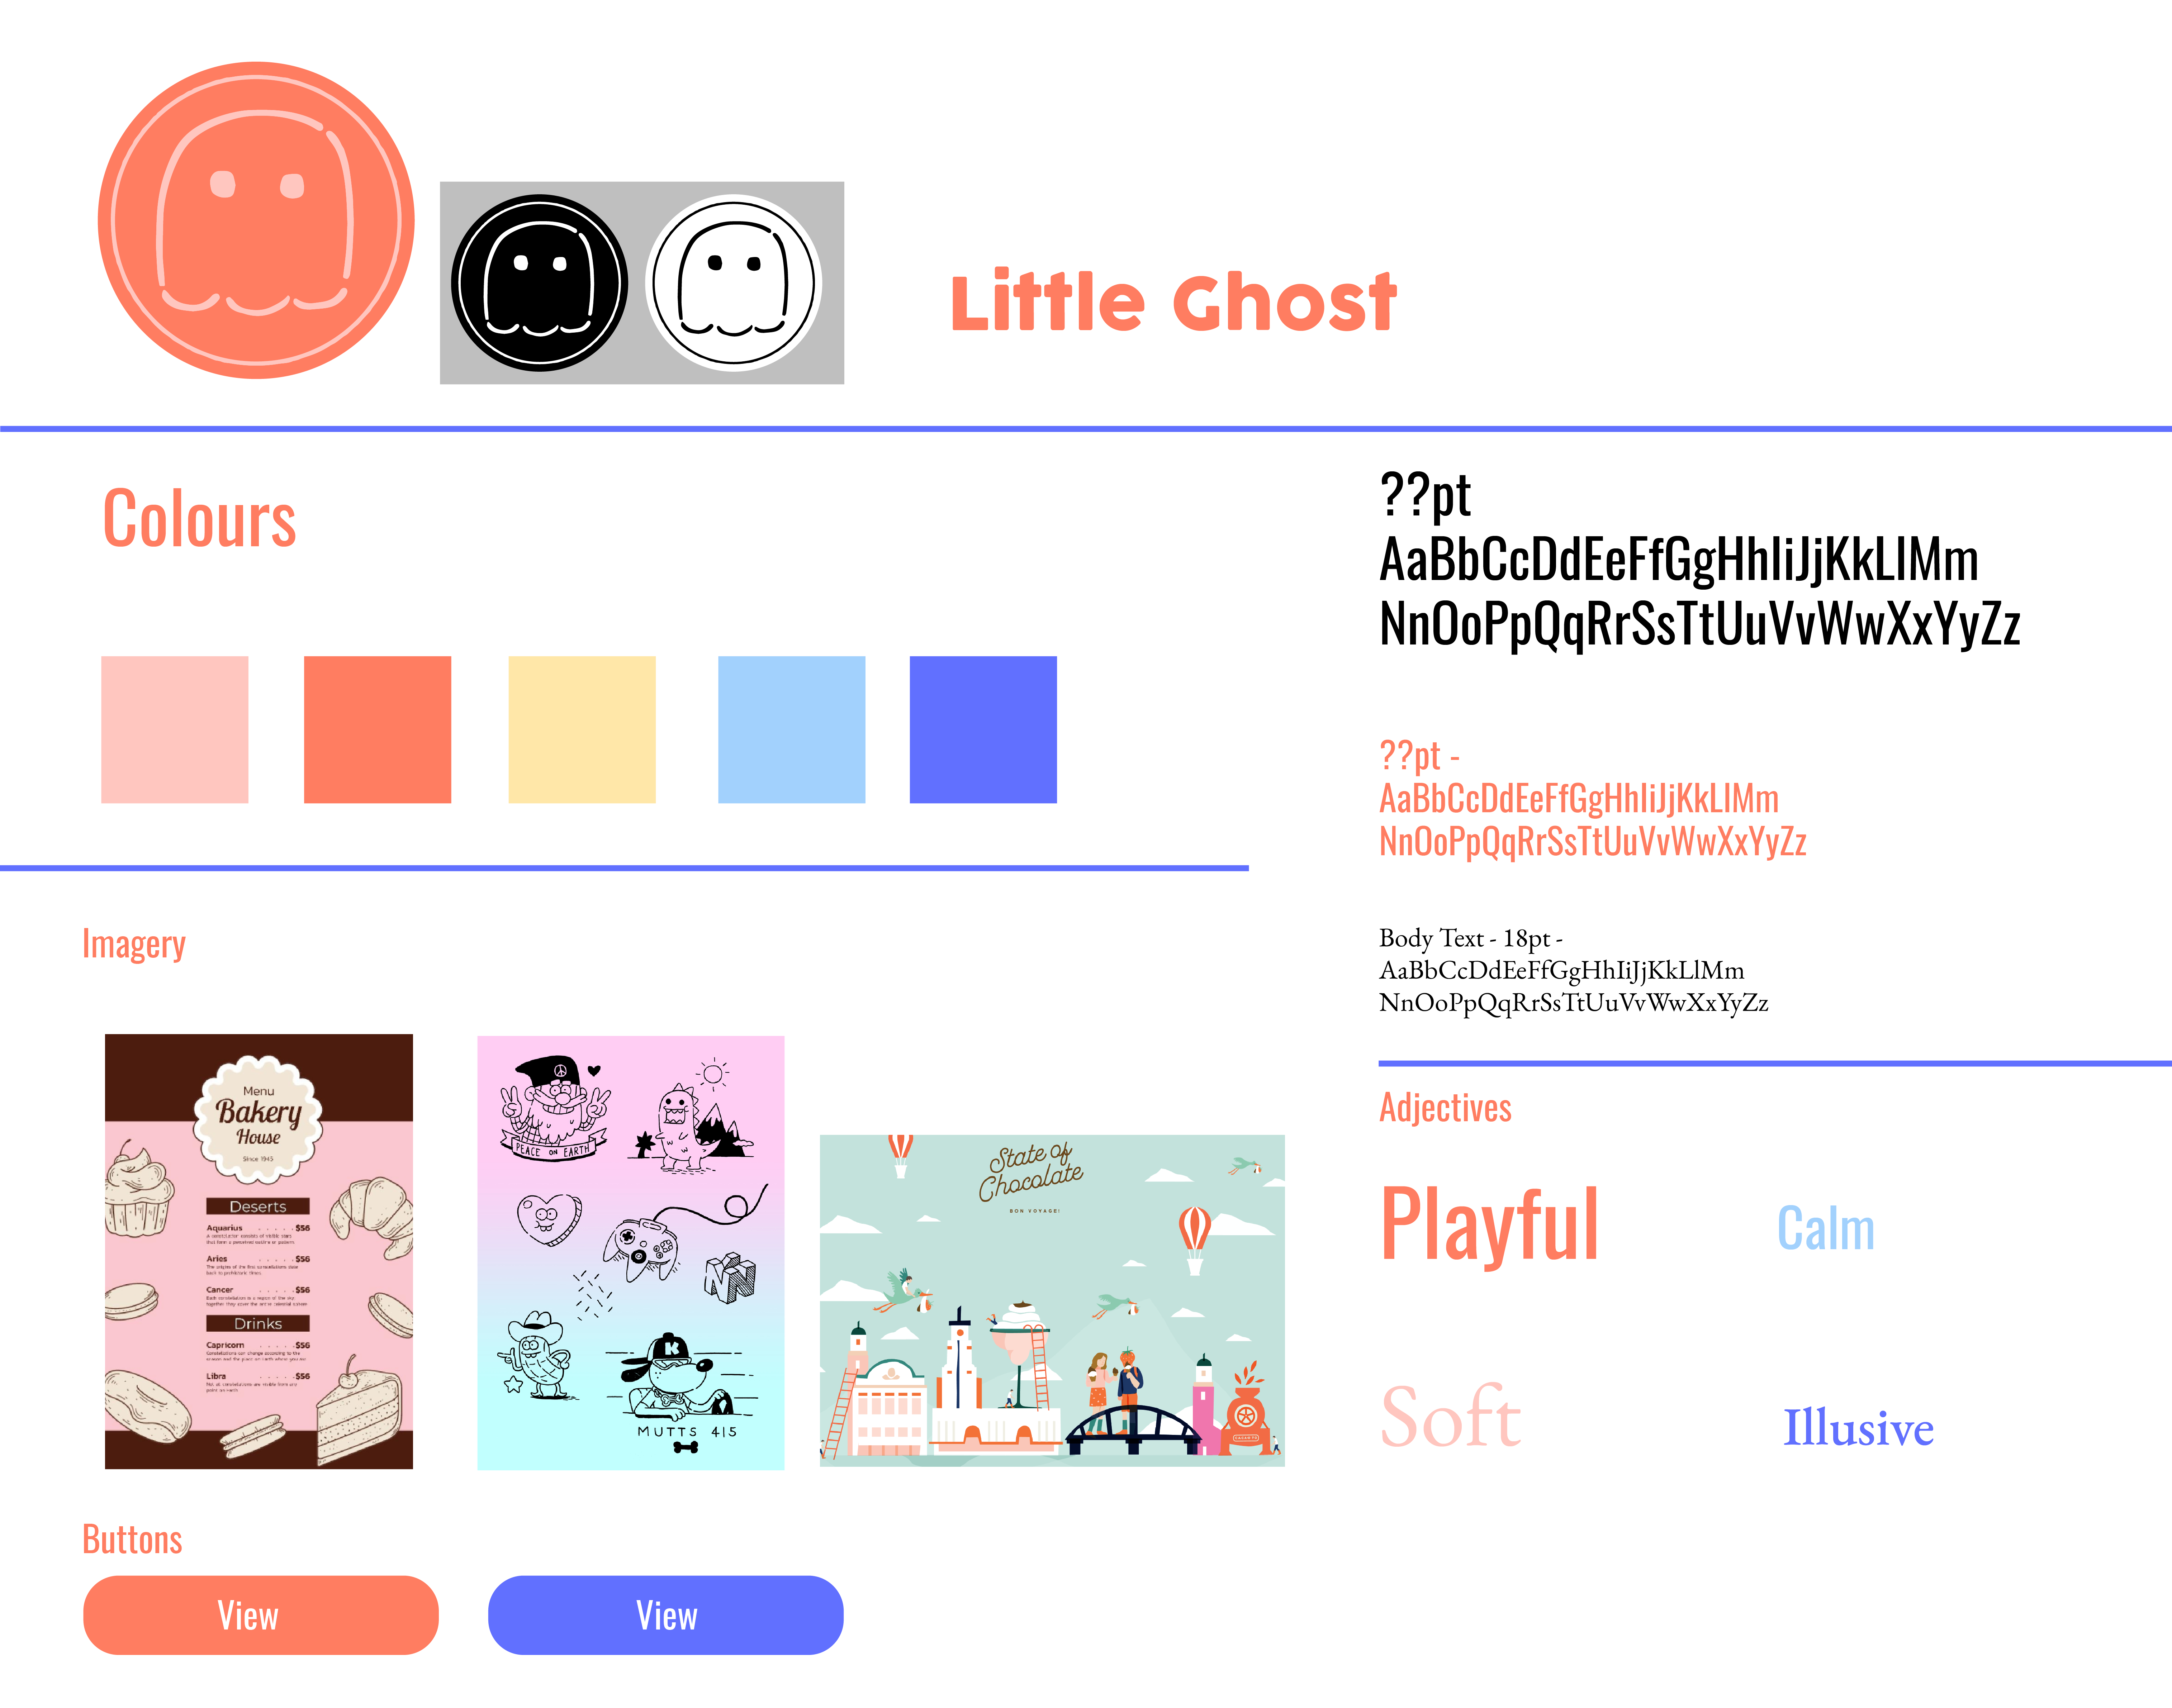 Little Ghost
Colours
??pt
AaBbCcDdEeFfGgHhIiJjKkLlMm
NnOoPpQqRrSsTtUuVvWwXxYyZz
??pt -
AaBbCcDdEeFfGgHhIiJjKkLlMm
NnOoPpQqRrSsTtUuVvWwXxYyZz
Body Text - 18pt -
AaBbCcDdEeFfGgHhIiJjKkLlMm
NnOoPpQqRrSsTtUuVvWwXxYyZz
Imagery
Menu
Bakery
House
Since 1945
Deserts
Aquarius . . . . . $56
Aries . . . . . $56
Cancer . . . . . $56
Drinks
Capricorn . . . . . $56
Libra . . . . . $56
PEACE ON EARTH
K
MUTTS 415
State of
Chocolate
BON VOYAGE!
Adjectives
Playful
Calm
Soft
Illusive
Buttons
View
View